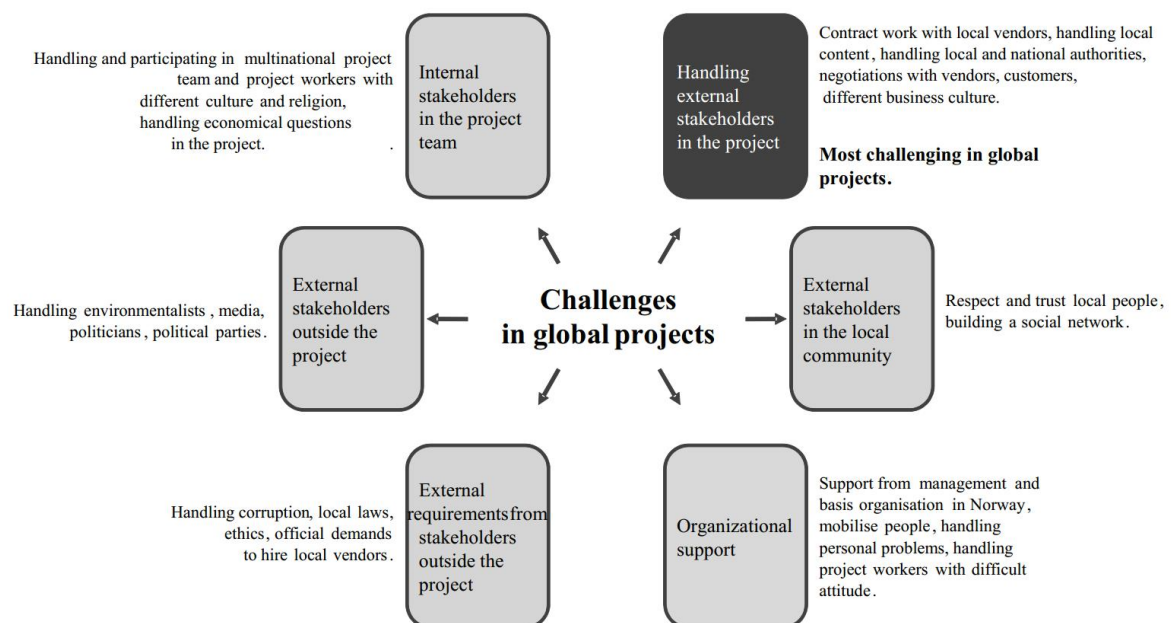 Handling and participating in multinational project
team and project workers with
different culture and religion,
handling economical questions
in the project. .
Internal
stakeholders
in the project
team
Handling
external
stakeholders
in the project
Contract work with local vendors, handling local
content, handling local and national authorities,
negotiations with vendors, customers,
different business culture.
Most challenging in global
projects.
Handling environmentalists, media,
politicians, political parties.
External
stakeholders
outside the
project
Challenges
in global projects
External
stakeholders
in the local
community
Respect and trust local people,
building a social network.
Handling corruption, local laws,
ethics, official demands
to hire local vendors.
External
requirements from
stakeholders
outside the
project
Organizational
support
Support from management and
basis organisation in Norway,
mobilise people, handling
personal problems, handling
project workers with difficult
attitude.